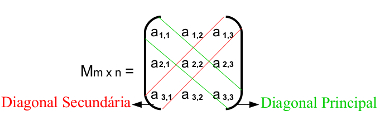 a1,1 a1,2 a1,3
Mm x n = a2,1 a2,2 a2,3
a3,1 a3,2 a3,3
Diagonal Secundária Diagonal Principal